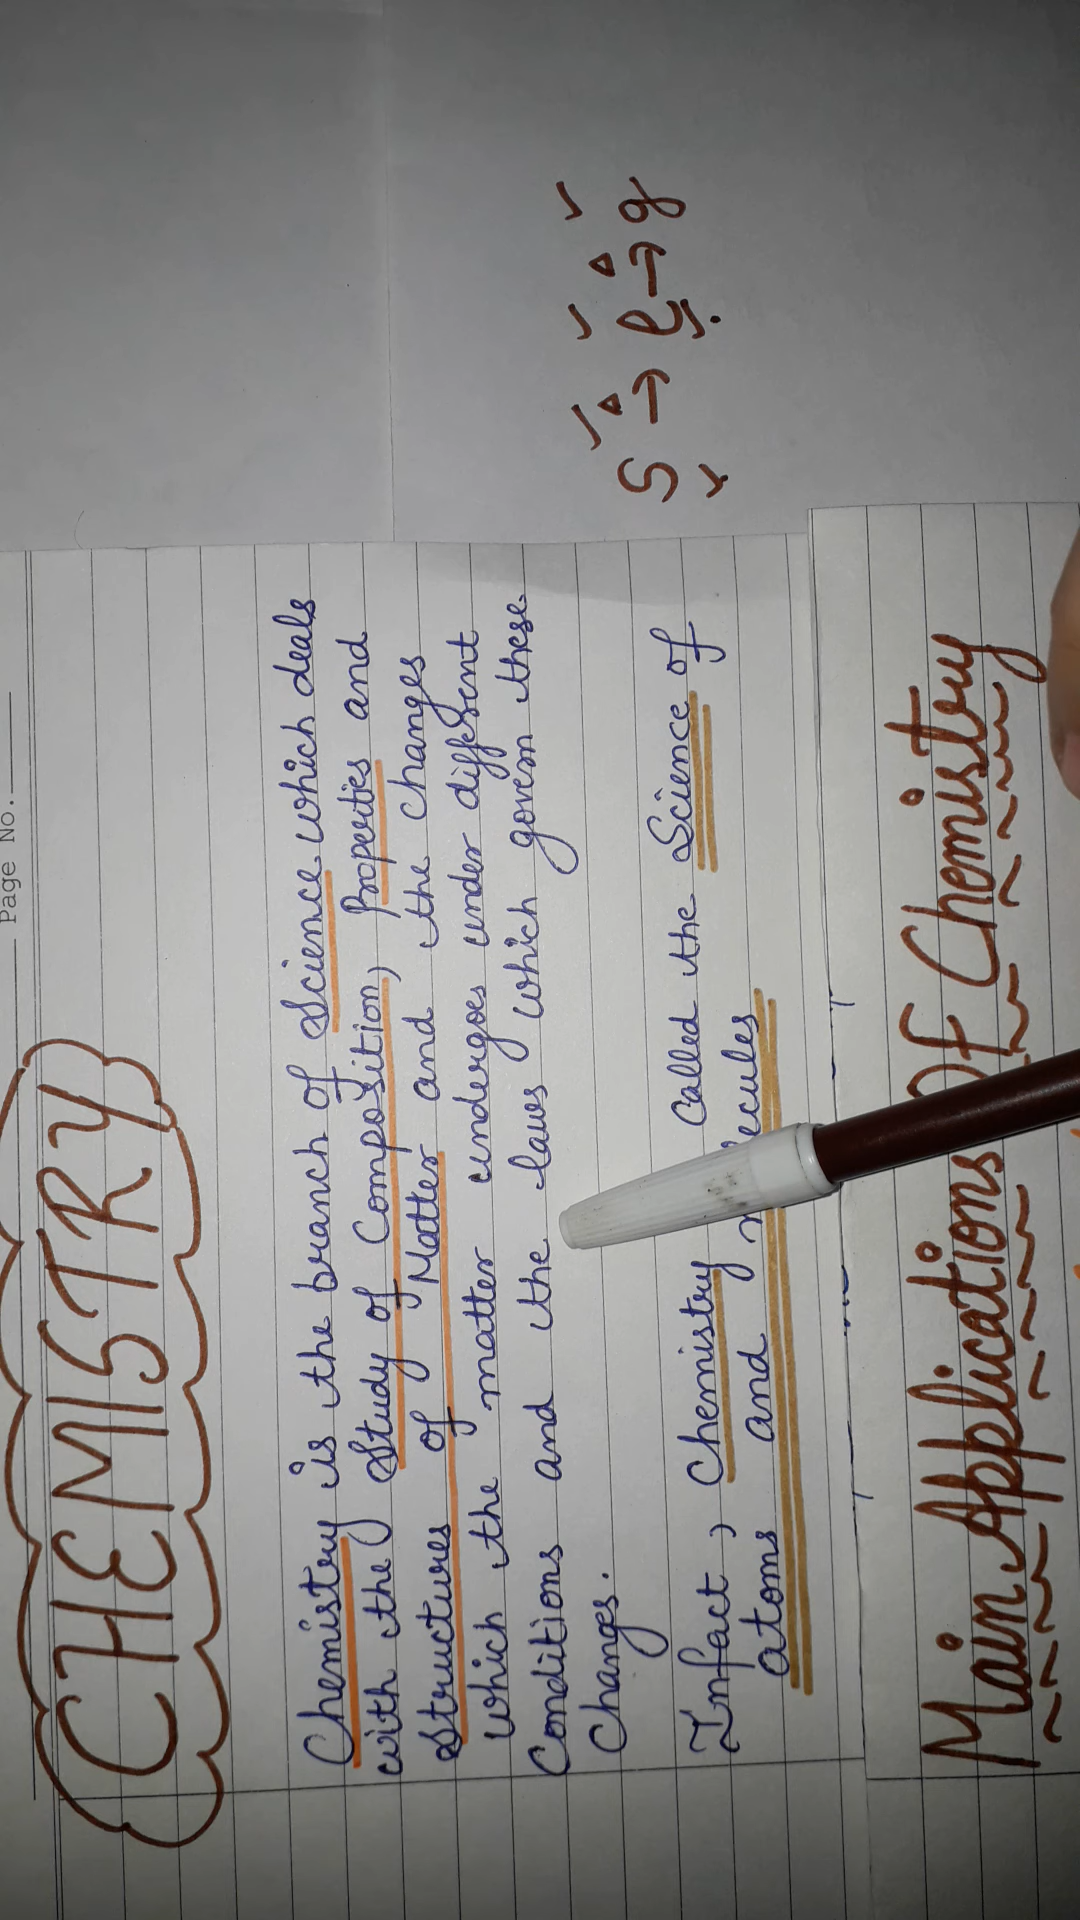 Page No.
CHEMISTRY
Chemistry is the branch of Science which deals
with the Study of Composition, Properties and
Structures of Matter and the changes
which the matter undergoes under different
Conditions and the laws which govern these
Changes.
Infact, Chemistry called the Science of
atoms and
S → l → g
Main Applications OF Chemistry